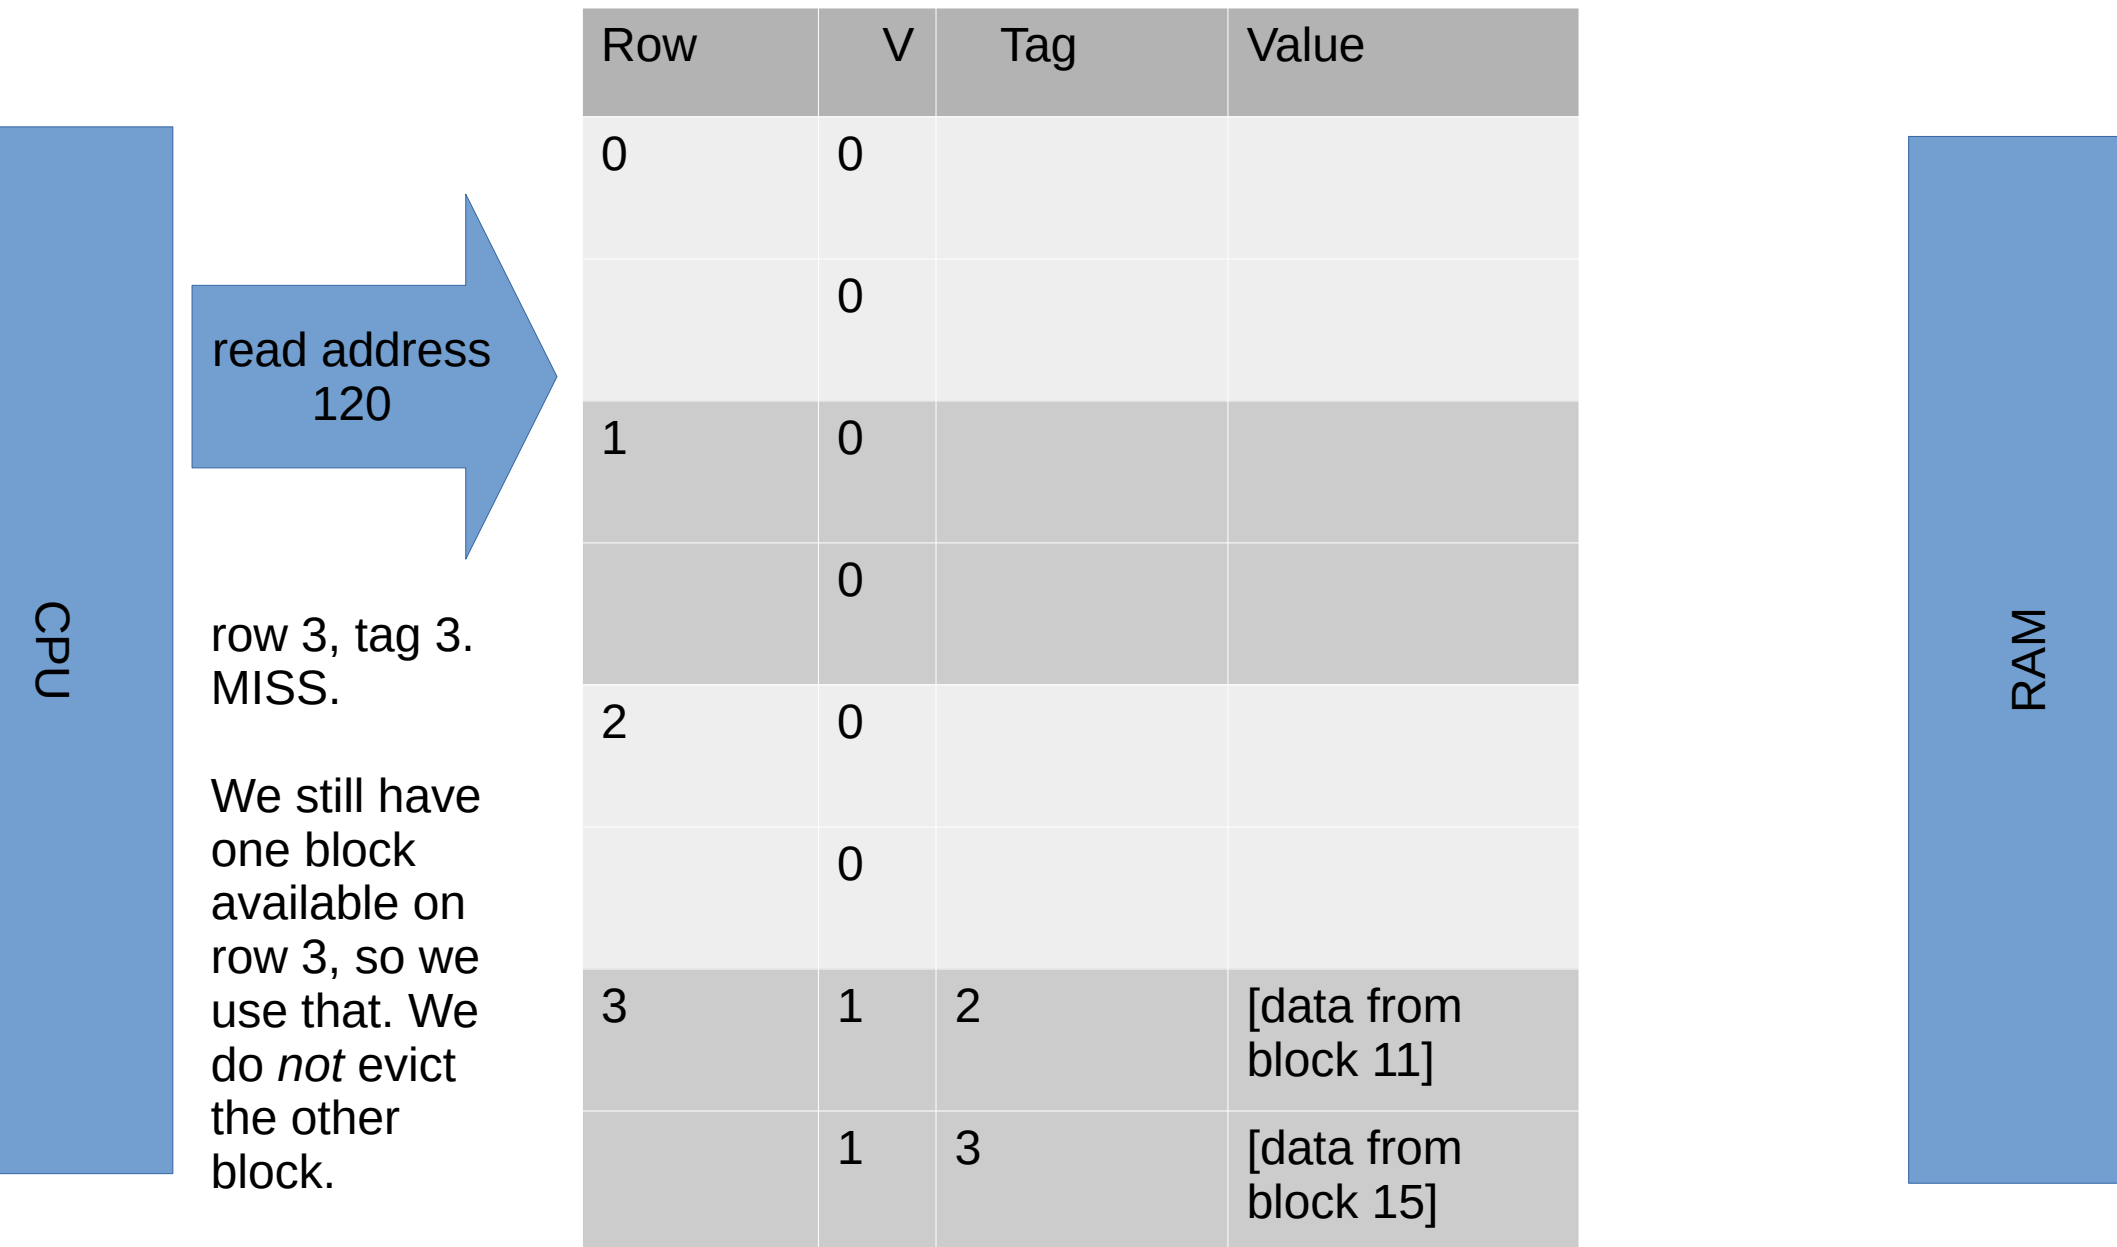 Row V Tag Value
0 0
0
1 0
0
2 0
0
3 1 2 [data from
block 11]
1 3 [data from
block 15]
CPU
read address
120
row 3, tag 3.
MISS.
We still have
one block
available on
row 3, so we
use that. We
do not evict
the other
block.
RAM